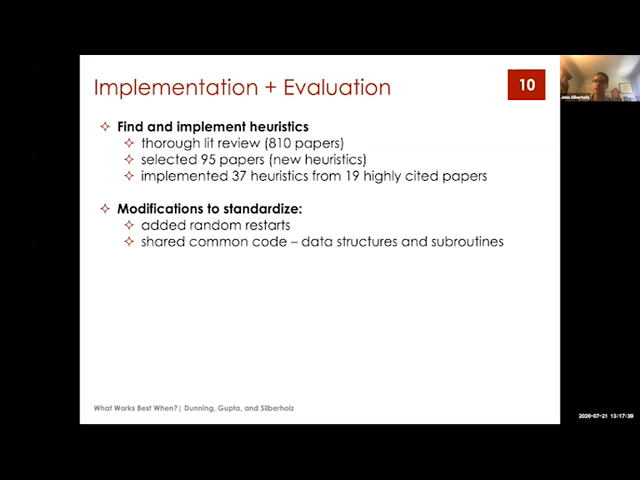 Implementation + Evaluation
10
Find and implement heuristics
thorough lit review (810 papers)
selected 95 papers (new heuristics)
implemented 37 heuristics from 19 highly cited papers
Modifications to standardize:
added random restarts
shared common code – data structures and subroutines
What Works Best When?| Dunning, Gupta, and Silberholz
John Silberholz
2020-07-21 13:17:39